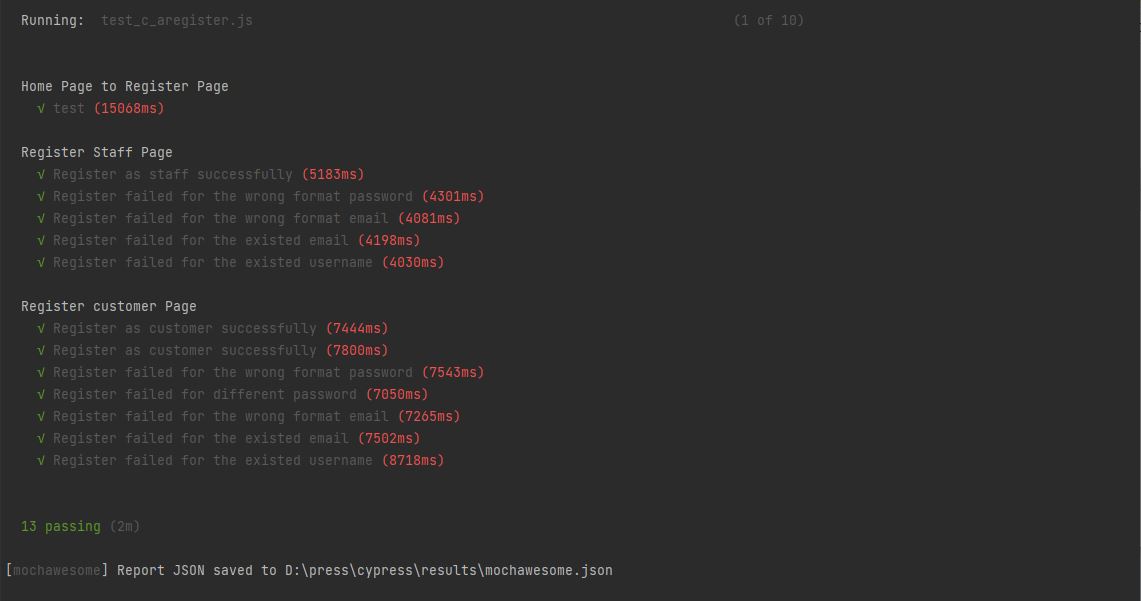 Running: test_c_aregister.js (1 of 10)
Home Page to Register Page
√ test (15068ms)
Register Staff Page
√ Register as staff successfully (5183ms)
√ Register failed for the wrong format password (4301ms)
√ Register failed for the wrong format email (4081ms)
√ Register failed for the existed email (4198ms)
√ Register failed for the existed username (4030ms)
Register customer Page
√ Register as customer successfully (7444ms)
√ Register as customer successfully (7800ms)
√ Register failed for the wrong format password (7543ms)
√ Register failed for different password (7050ms)
√ Register failed for the wrong format email (7265ms)
√ Register failed for the existed email (7502ms)
√ Register failed for the existed username (8718ms)
13 passing (2m)
[mochawesome] Report JSON saved to D:\press\cypress\results\mochawesome.json